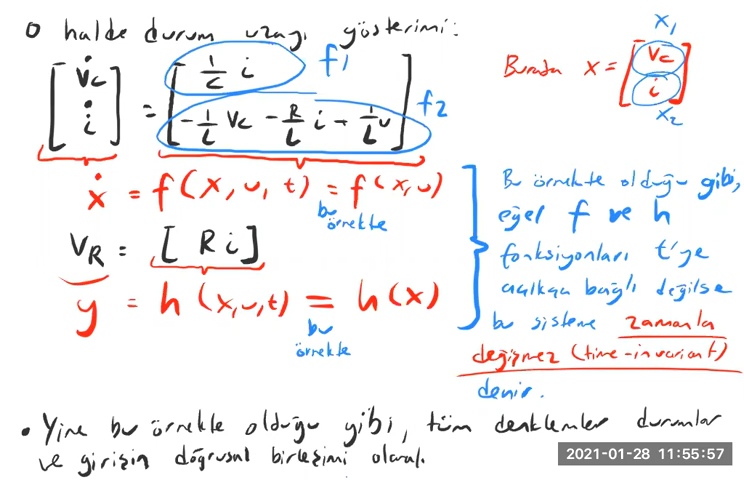 O halde durum uzayı gösterimi:
[V̇c i̇] = [1/C i -1/L Vc - R/L i + 1/L u] f1 f2
Burada x = [Vc i] x1 x2
ẋ = f(x, u, t) = f(x,u)
bu örnekte
VR = [R i]
y = h(x,u,t) = h(x)
bu örnekte
Bu örnekte olduğu gibi,
eğer f ve h
fonksiyonları t'ye
açıkça bağlı değilse
bu sisteme zamanla
değişmez (time-invariant)
denir.
• Yine bu örnekte olduğu gibi, tüm denklemler durumlar
ve girişin doğrusal birleşimi olarak
2021-01-28 11:55:57